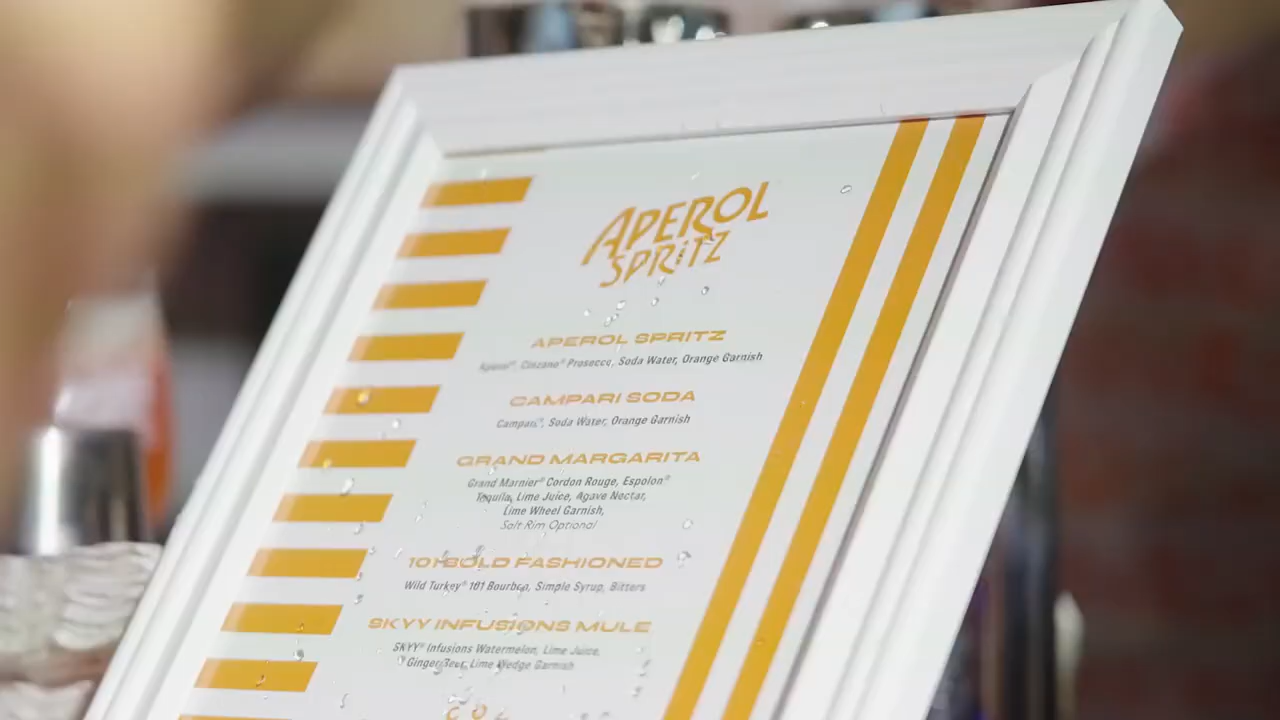 APEROL
SPRITZ
APEROL SPRITZ
Aperol®, Cinzano® Prosecco, Soda Water, Orange Garnish
CAMPARI SODA
Campari®, Soda Water, Orange Garnish
GRAND MARGARITA
Grand Marnier® Cordon Rouge, Espolon®
Tequila, Lime Juice, Agave Nectar,
Lime Wheel Garnish,
Salt Rim Optional
101 BOLD FASHIONED
Wild Turkey® 101 Bourbon, Simple Syrup, Bitters
SKYY INFUSIONS MULE
SKYY® Infusions Watermelon, Lime Juice,
Ginger Beer, Lime Wedge Garnish